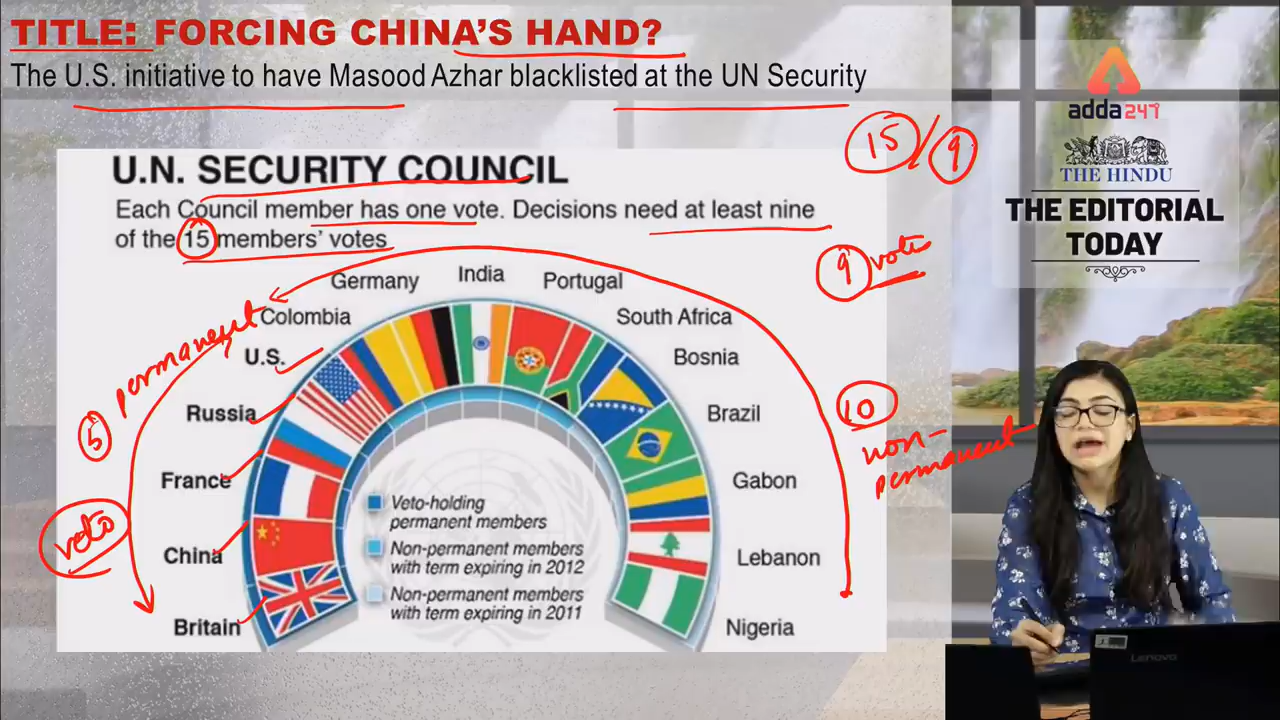 TITLE: FORCING CHINA'S HAND?
The U.S. initiative to have Masood Azhar blacklisted at the UN Security
adda247
THE HINDU
THE EDITORIAL
TODAY
15/9
U.N. SECURITY COUNCIL
Each Council member has one vote. Decisions need at least nine
of the 15 members' votes
9 vote
Germany
India
Portugal
Colombia
South Africa
U.S.
Bosnia
Russia
Brazil
France
Gabon
China
Lebanon
Britain
Nigeria
5 permanent
veto
10
non-
permanent
Veto-holding
permanent members
Non-permanent members
with term expiring in 2012
Non-permanent members
with term expiring in 2011
Lenovo